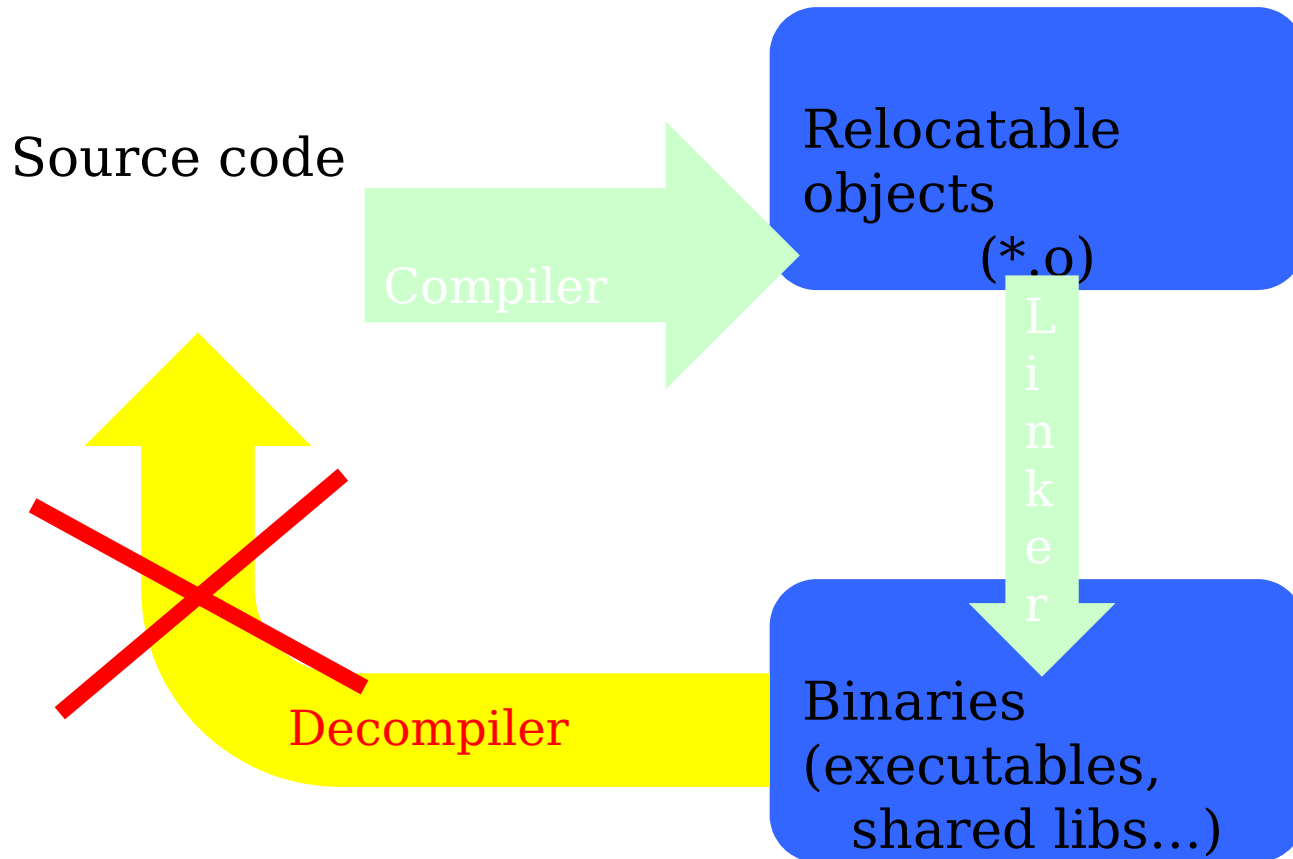 Source code
Relocatable
objects
(*.o)
Compiler
L
i
n
k
e
r
Decompiler
Binaries
(executables,
shared libs...)